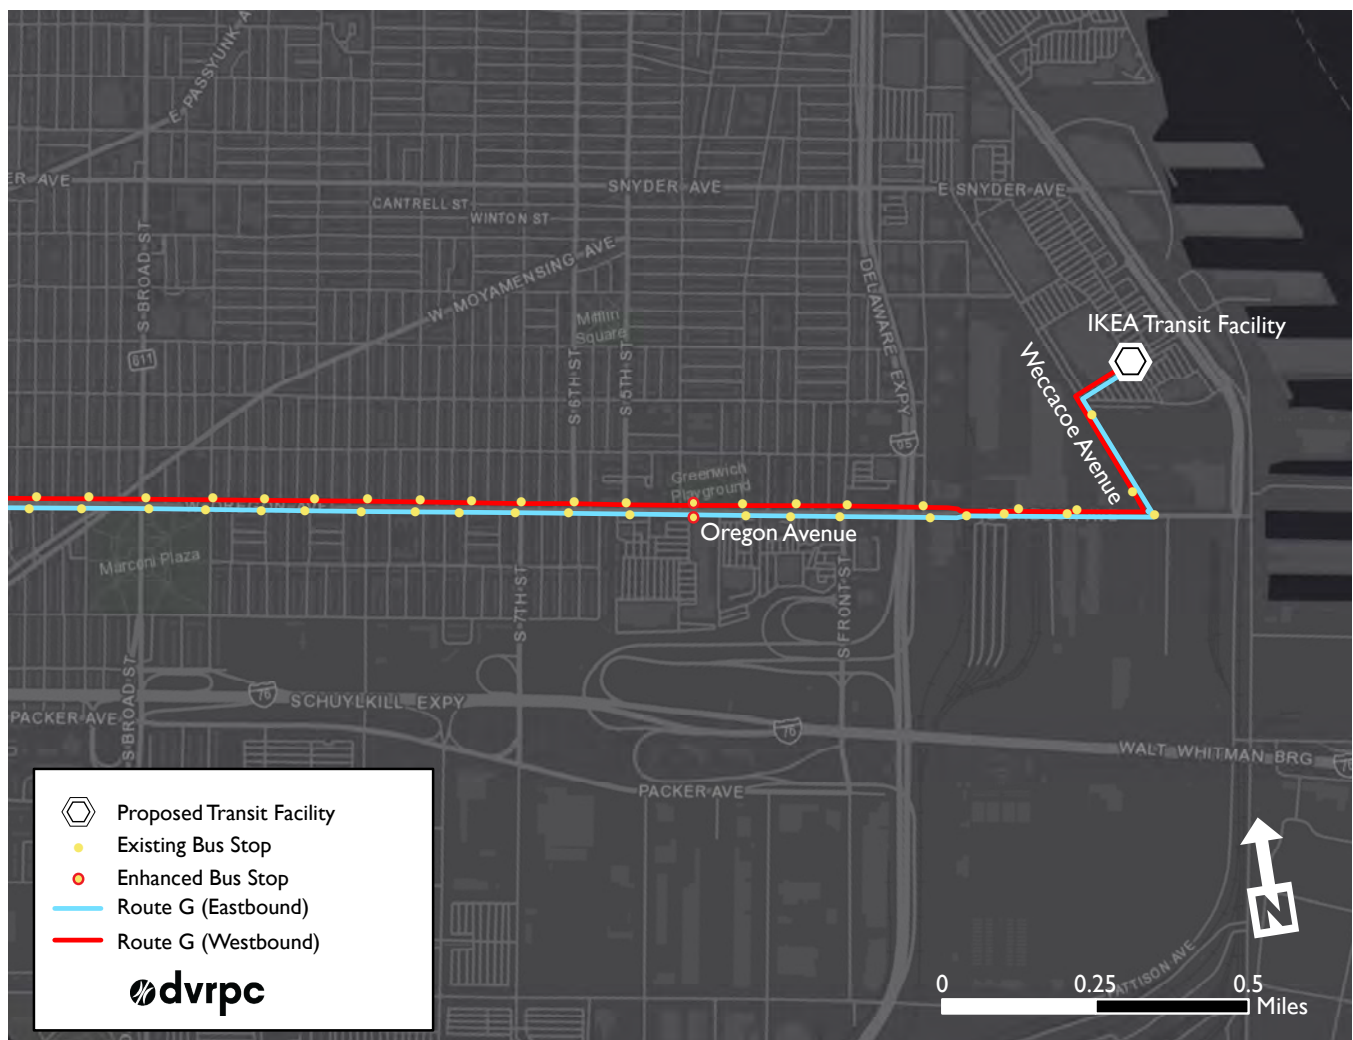 E PASSYUNK A
ER AVE
SNYDER AVE
E SNYDER AVE
CANTRELL ST
WINTON ST
S BROAD ST
W MOYAMENSING AVE
DELAWARE EXPY
Mifflin
Square
IKEA Transit Facility
611
S 6TH ST
S 5TH ST
Weccacoe Avenue
95
Greenwich
Playground
Oregon Avenue
Marconi Plaza
S 7TH ST
S FRONT ST
S BROAD ST
76
SCHUYLKILL EXPY
PACKER AVE
76
WALT WHITMAN BRG
PACKER AVE
Proposed Transit Facility
Existing Bus Stop
Enhanced Bus Stop
Route G (Eastbound)
Route G (Westbound)
dvrpc
N
ATTISON AVE
0 0.25 0.5
Miles